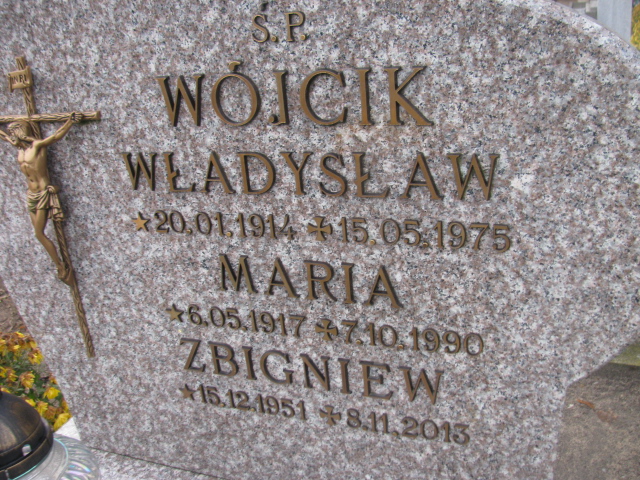 Ś.P.
WÓJCIK
WŁADYSŁAW
★20.01.1914 ✠15.05.1975
MARIA
★6.05.1917 ✠7.10.1990
ZBIGNIEW
★15.12.1951 ✠8.11.2013
INRI